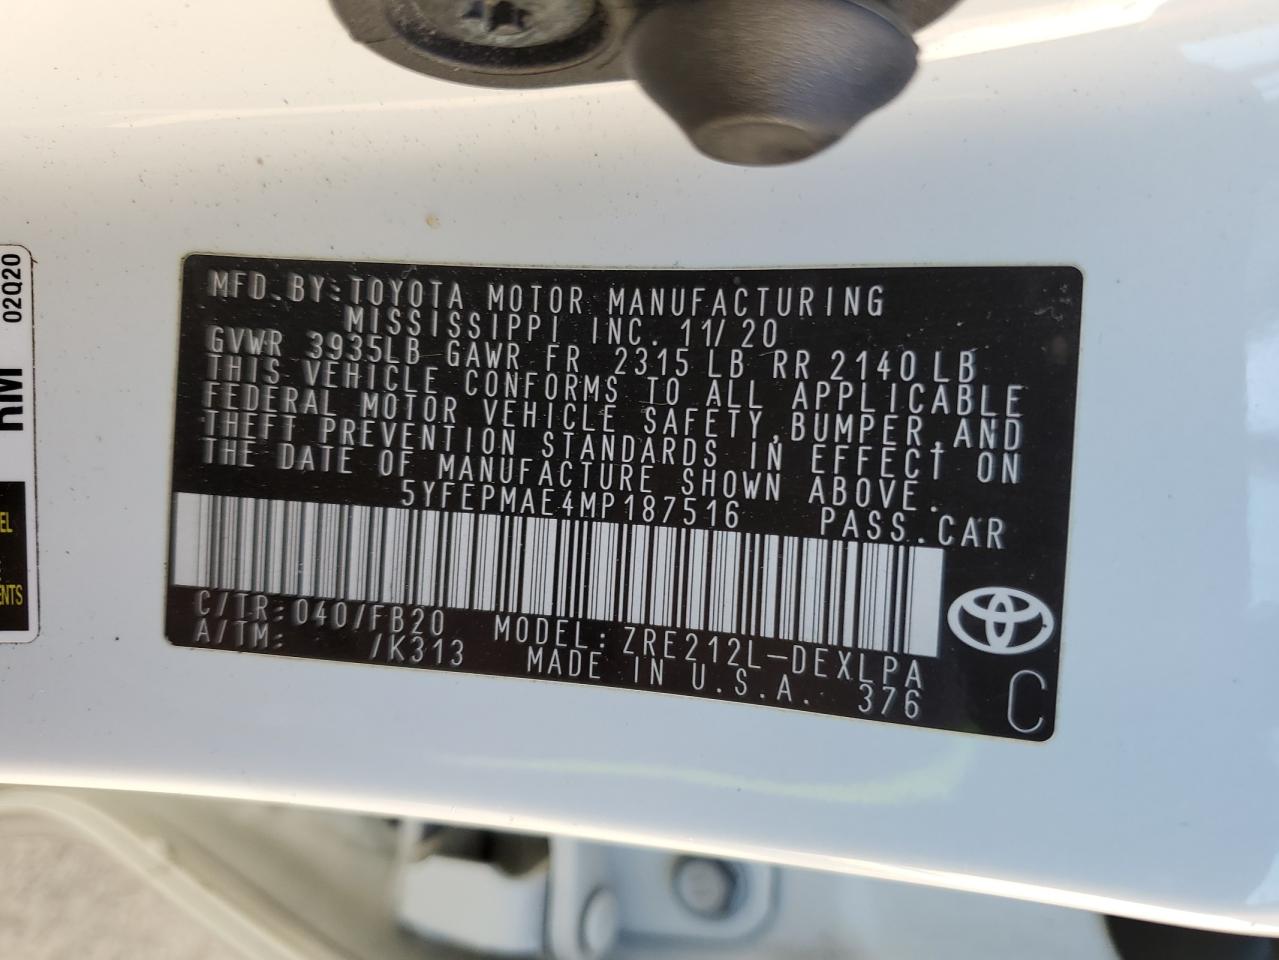 MFD.BY:TOYOTA MOTOR MANUFACTURING
MISSISSIPPI INC. 11/20
GVWR 3935LB GAWR FR 2315 LB RR 2140 LB
THIS VEHICLE CONFORMS TO ALL APPLICABLE
FEDERAL MOTOR VEHICLE SAFETY,BUMPER,AND
THEFT PREVENTION STANDARDS IN EFFECT ON
THE DATE OF MANUFACTURE SHOWN ABOVE.
5YFEPMAE4MP187516 PASS.CAR
C/TR:040/FB20 MODEL:ZRE212L-DEXLPA
A/TM: /K313 MADE IN U.S.A. 376
C
02Q20